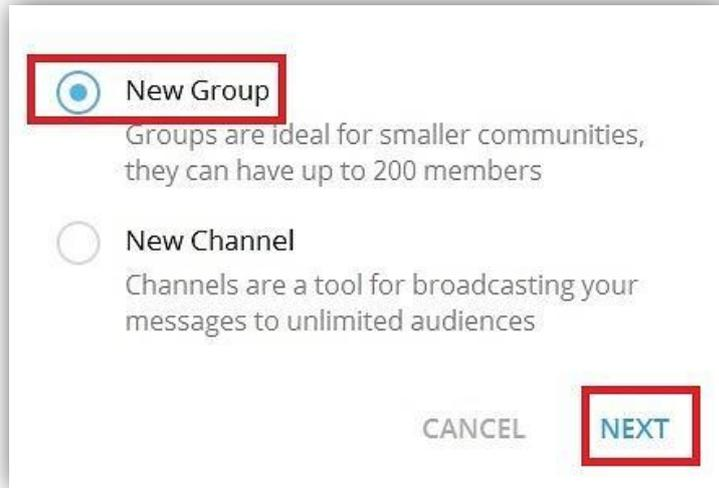 New Group
Groups are ideal for smaller communities,
they can have up to 200 members
New Channel
Channels are a tool for broadcasting your
messages to unlimited audiences
CANCEL NEXT